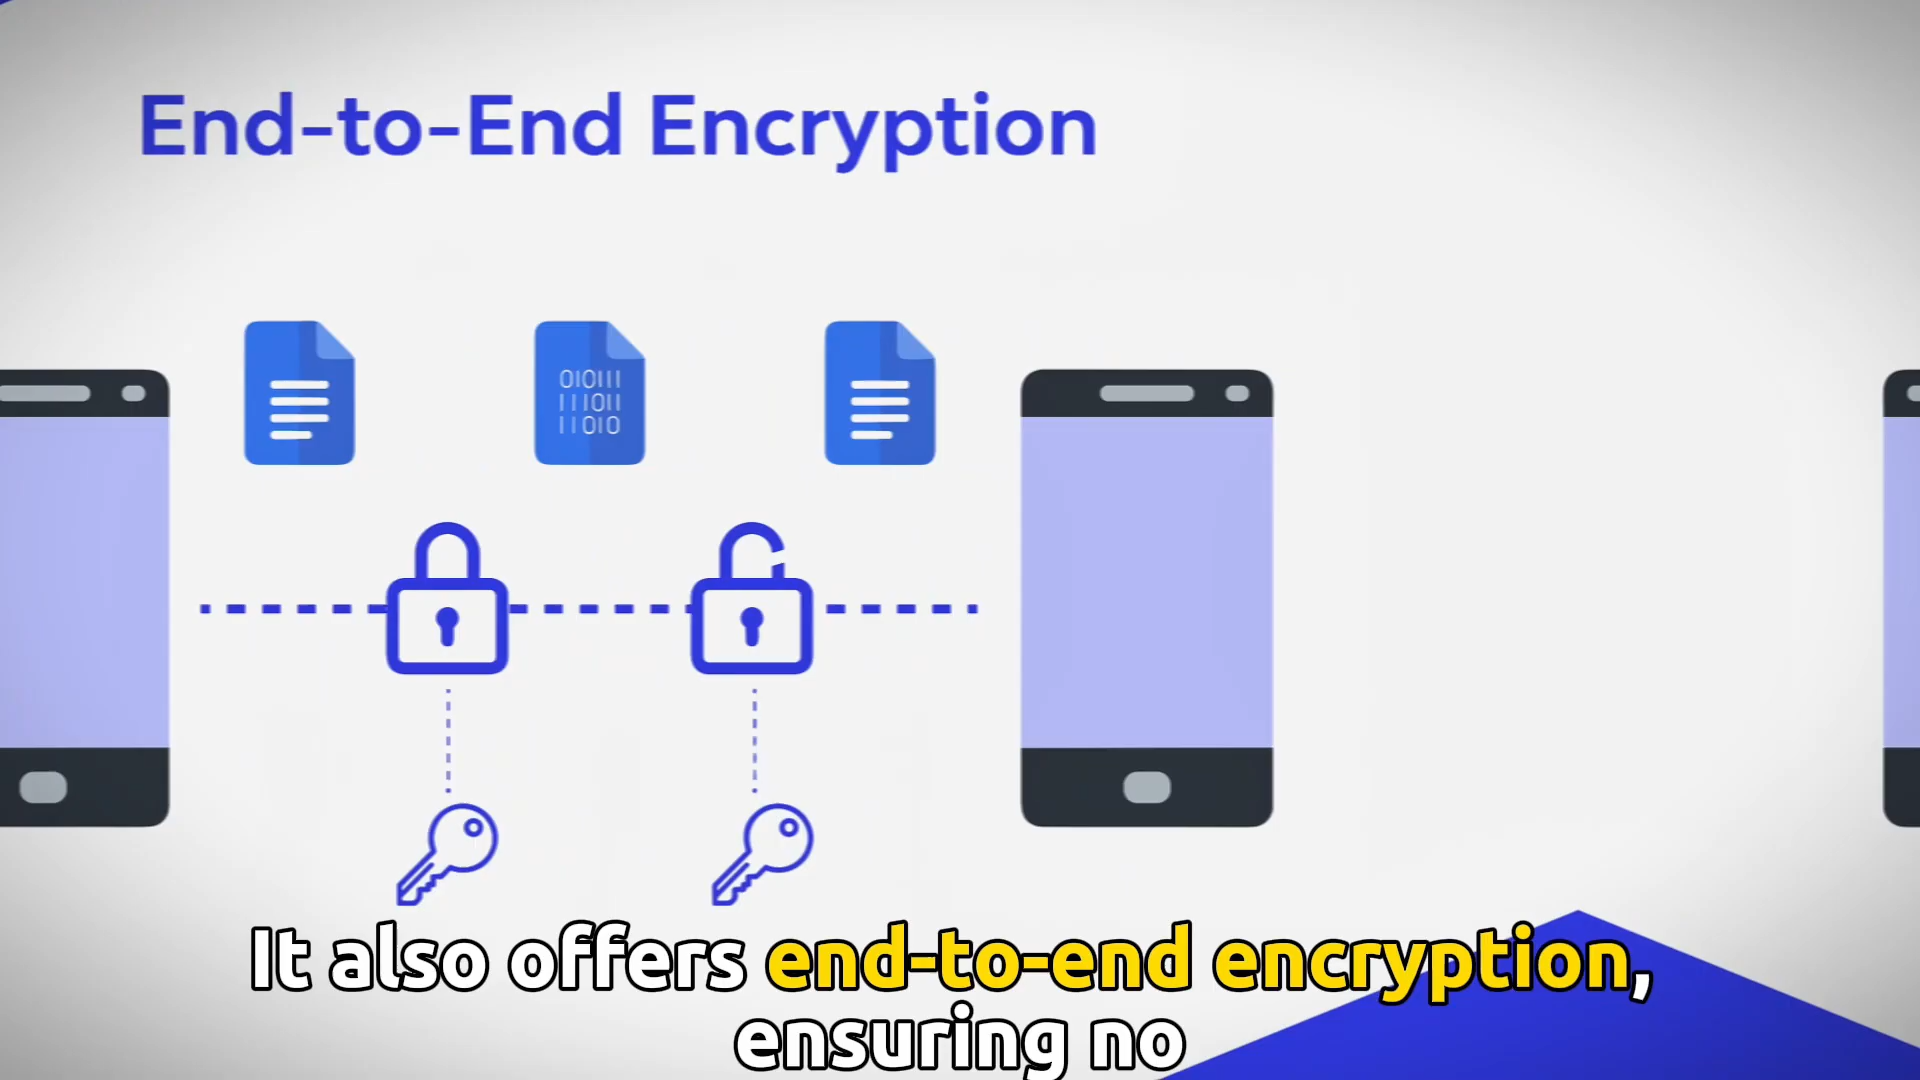 End-to-End Encryption
010111
111011
11010
It also offers end-to-end encryption,
ensuring no